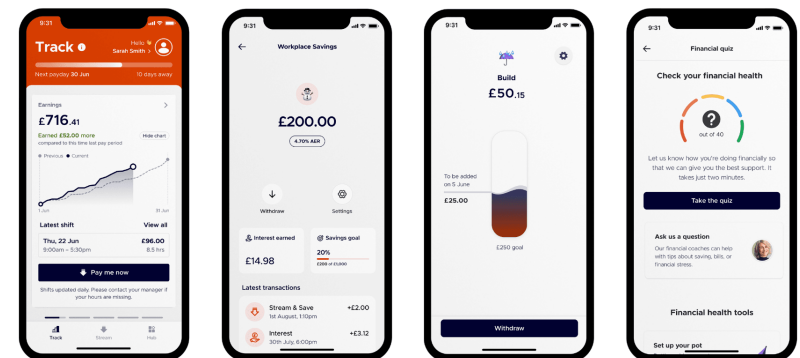 9:31
Track
Hello
Sarah Smith >
Next payday 30 Jun
10 days away
Earnings
£716.41
Earned £52.00 more
compared to this time last pay period
Hide chart
Previous
Current
1 Jun
31 Jun
Latest shift
View all
Thu, 22 Jun
£96.00
9:00am – 5:30pm
8.5 hrs
Pay me now
Shifts updated daily. Please contact your manager if
your hours are missing.
Track
Stream
Hub
9:31
Workplace Savings
£200.00
4.70% AER
Withdraw
Settings
Interest earned
£14.98
Savings goal
20%
£200 of £1,000
Latest transactions
Stream & Save
+£2.00
1st August, 1:10pm
Interest
+£3.12
30th July, 6:00pm
9:31
Build
£50.15
To be added
on 5 June
£25.00
£250 goal
Withdraw
9:31
Financial quiz
Check your financial health
?
out of 40
Let us know how you're doing financially so
that we can give you the best support. It
takes just two minutes.
Take the quiz
Ask us a question
Our financial coaches can help
with tips about saving, bills, or
financial stress.
Financial health tools
Set up your pot